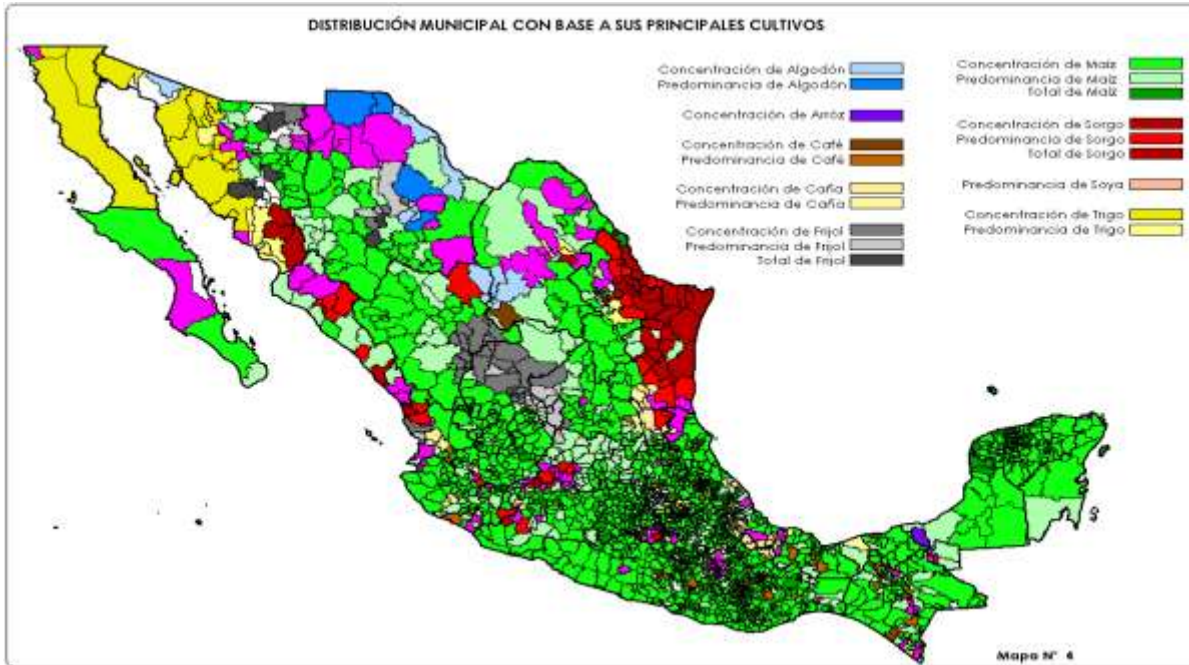 DISTRIBUCIÓN MUNICIPAL CON BASE A SUS PRINCIPALES CULTIVOS
Concentración de Algodón
Predominancia de Algodón
Concentración de Arróz
Concentración de Café
Predominancia de Café
Concentración de Caña
Predominancia de Caña
Concentración de Frijol
Predominancia de Frijol
Total de Frijol
Concentración de Maíz
Predominancia de Maíz
Total de Maíz
Concentración de Sorgo
Predominancia de Sorgo
Total de Sorgo
Predominancia de Soya
Concentración de Trigo
Predominancia de Trigo
Mapa N° 4